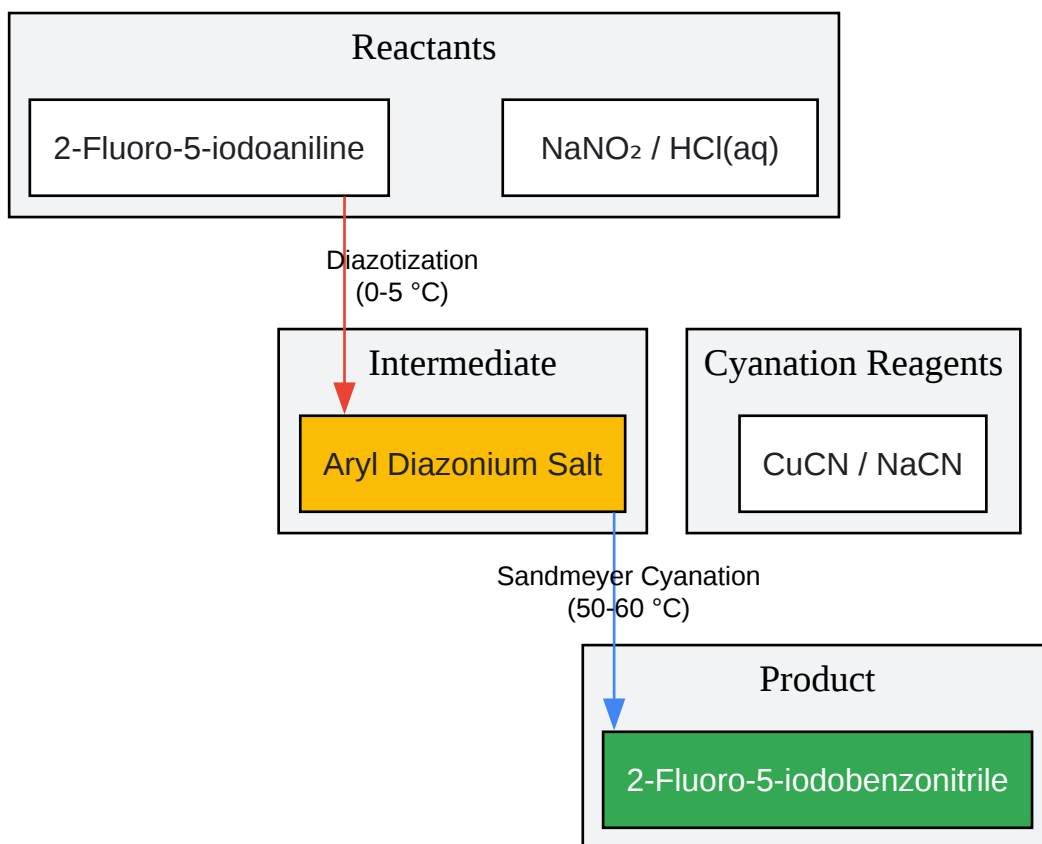 Reactants
2-Fluoro-5-iodoaniline
NaNO₂ / HCl(aq)
Diazotization
(0-5 °C)
Intermediate
Cyanation Reagents
Aryl Diazonium Salt
CuCN / NaCN
Sandmeyer Cyanation
(50-60 °C)
Product
2-Fluoro-5-iodobenzonitrile